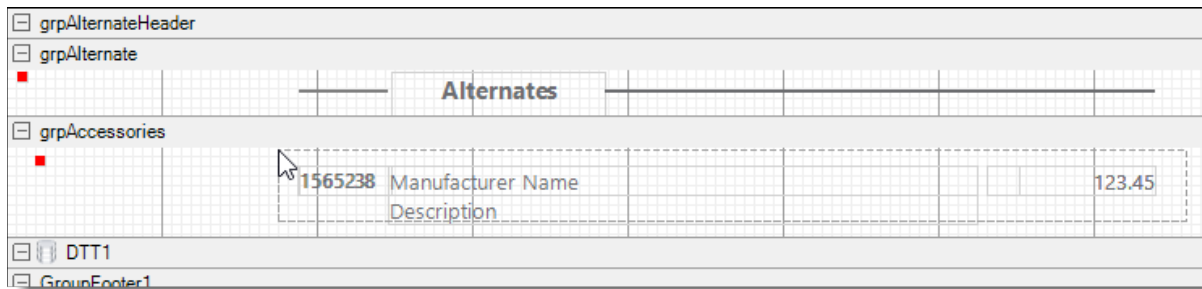 grpAlternateHeader
grpAlternate
Alternates
grpAccessories
1565238 Manufacturer Name 123.45
Description
DTT1
GroupFooter1